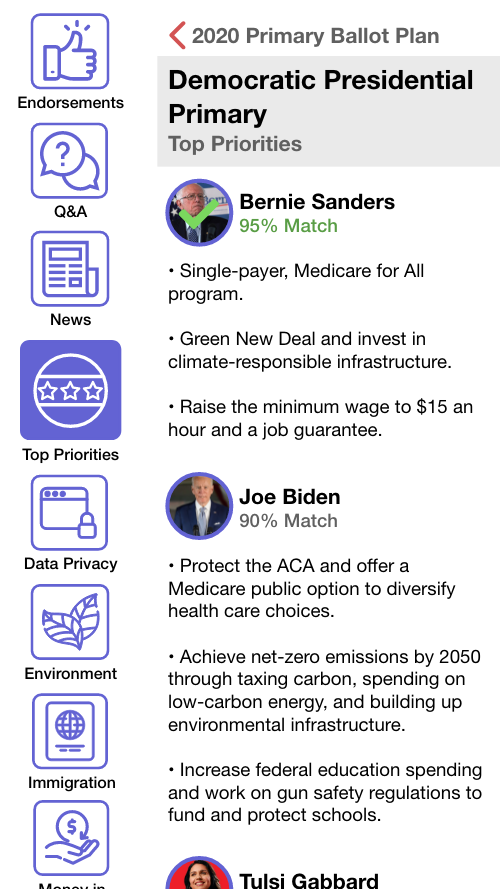 2020 Primary Ballot Plan
Democratic Presidential
Primary
Top Priorities
Endorsements
?
Q&A
News
Top Priorities
Data Privacy
Environment
Immigration
$
Money in
Bernie Sanders
95% Match
• Single-payer, Medicare for All
program.
• Green New Deal and invest in
climate-responsible infrastructure.
• Raise the minimum wage to $15 an
hour and a job guarantee.
Joe Biden
90% Match
• Protect the ACA and offer a
Medicare public option to diversify
health care choices.
• Achieve net-zero emissions by 2050
through taxing carbon, spending on
low-carbon energy, and building up
environmental infrastructure.
• Increase federal education spending
and work on gun safety regulations to
fund and protect schools.
Tulsi Gabbard